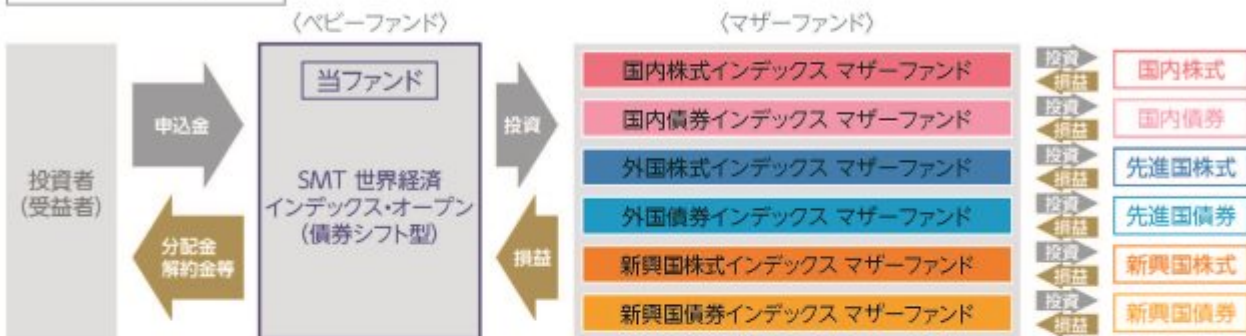 〈ベビーファンド〉
〈マザーファンド〉
投資者
(受益者)
申込金
分配金
解約金等
当ファンド
SMT 世界経済
インデックス・オープン
(債券シフト型)
投資
損益
国内株式インデックス マザーファンド
投資
損益
国内株式
国内債券インデックス マザーファンド
投資
損益
国内債券
外国株式インデックス マザーファンド
投資
損益
先進国株式
外国債券インデックス マザーファンド
投資
損益
先進国債券
新興国株式インデックス マザーファンド
投資
損益
新興国株式
新興国債券インデックス マザーファンド
投資
損益
新興国債券